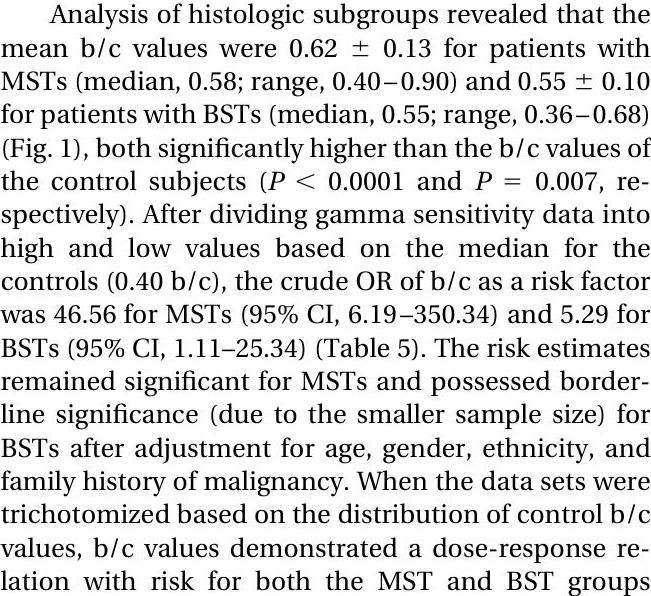 Analysis of histologic subgroups revealed that the
mean b/c values were 0.62 ± 0.13 for patients with
MSTs (median, 0.58; range, 0.40–0.90) and 0.55 ± 0.10
for patients with BSTs (median, 0.55; range, 0.36–0.68)
(Fig. 1), both significantly higher than the b/c values of
the control subjects (P < 0.0001 and P = 0.007, re-
spectively). After dividing gamma sensitivity data into
high and low values based on the median for the
controls (0.40 b/c), the crude OR of b/c as a risk factor
was 46.56 for MSTs (95% CI, 6.19–350.34) and 5.29 for
BSTs (95% CI, 1.11–25.34) (Table 5). The risk estimates
remained significant for MSTs and possessed border-
line significance (due to the smaller sample size) for
BSTs after adjustment for age, gender, ethnicity, and
family history of malignancy. When the data sets were
trichotomized based on the distribution of control b/c
values, b/c values demonstrated a dose-response re-
lation with risk for both the MST and BST groups